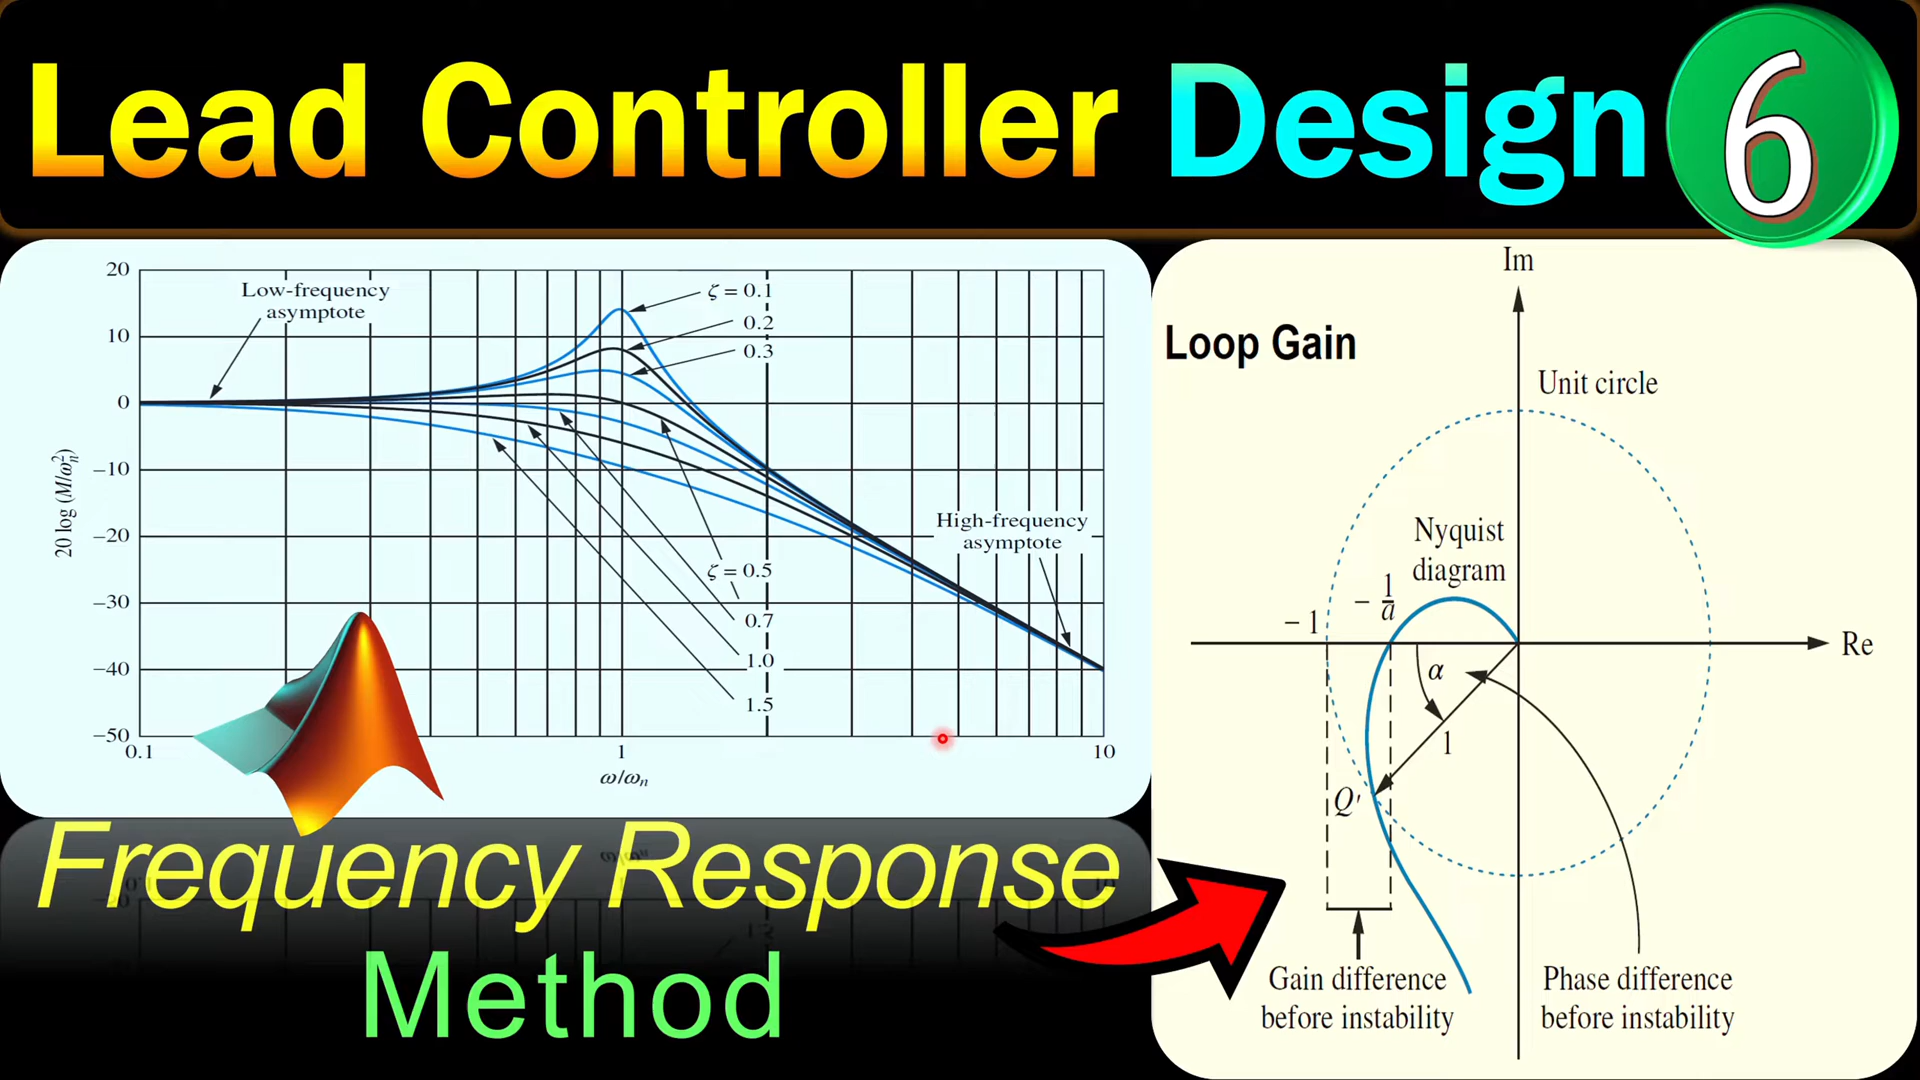 Lead Controller Design 6
20
10
0
−10
−20
−30
−40
−50
0.1
1
10
20 log (M/ω²ₙ)
ω/ωₙ
Low-frequency
asymptote
ζ = 0.1
0.2
0.3
ζ = 0.5
0.7
1.0
1.5
High-frequency
asymptote
Frequency Response
Method
Loop Gain
Im
Unit circle
Nyquist
diagram
− 1
− 1/a
Re
α
1
Q′
Gain difference
before instability
Phase difference
before instability